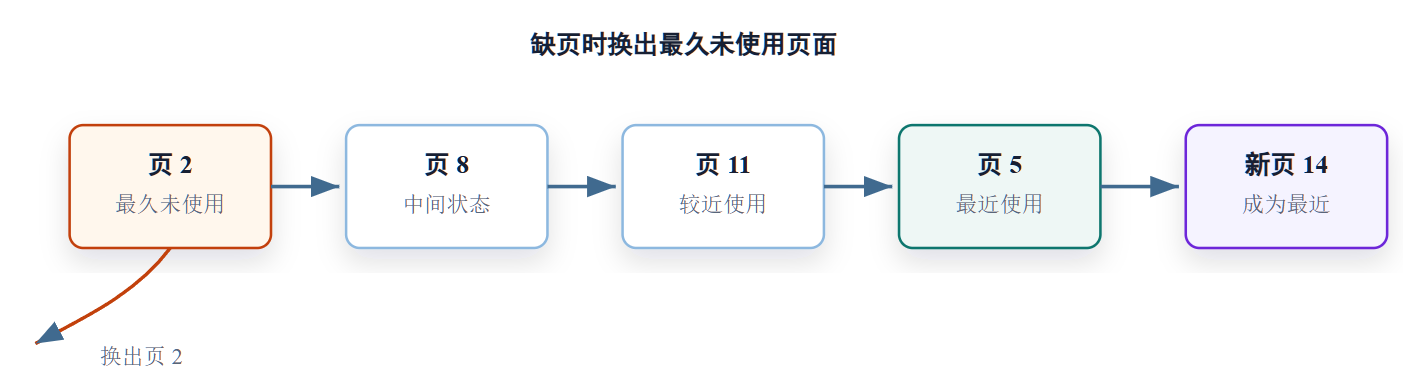 缺页时换出最久未使用页面
页 2
最久未使用
页 8
中间状态
页 11
较近使用
页 5
最近使用
新页 14
成为最近
换出页 2